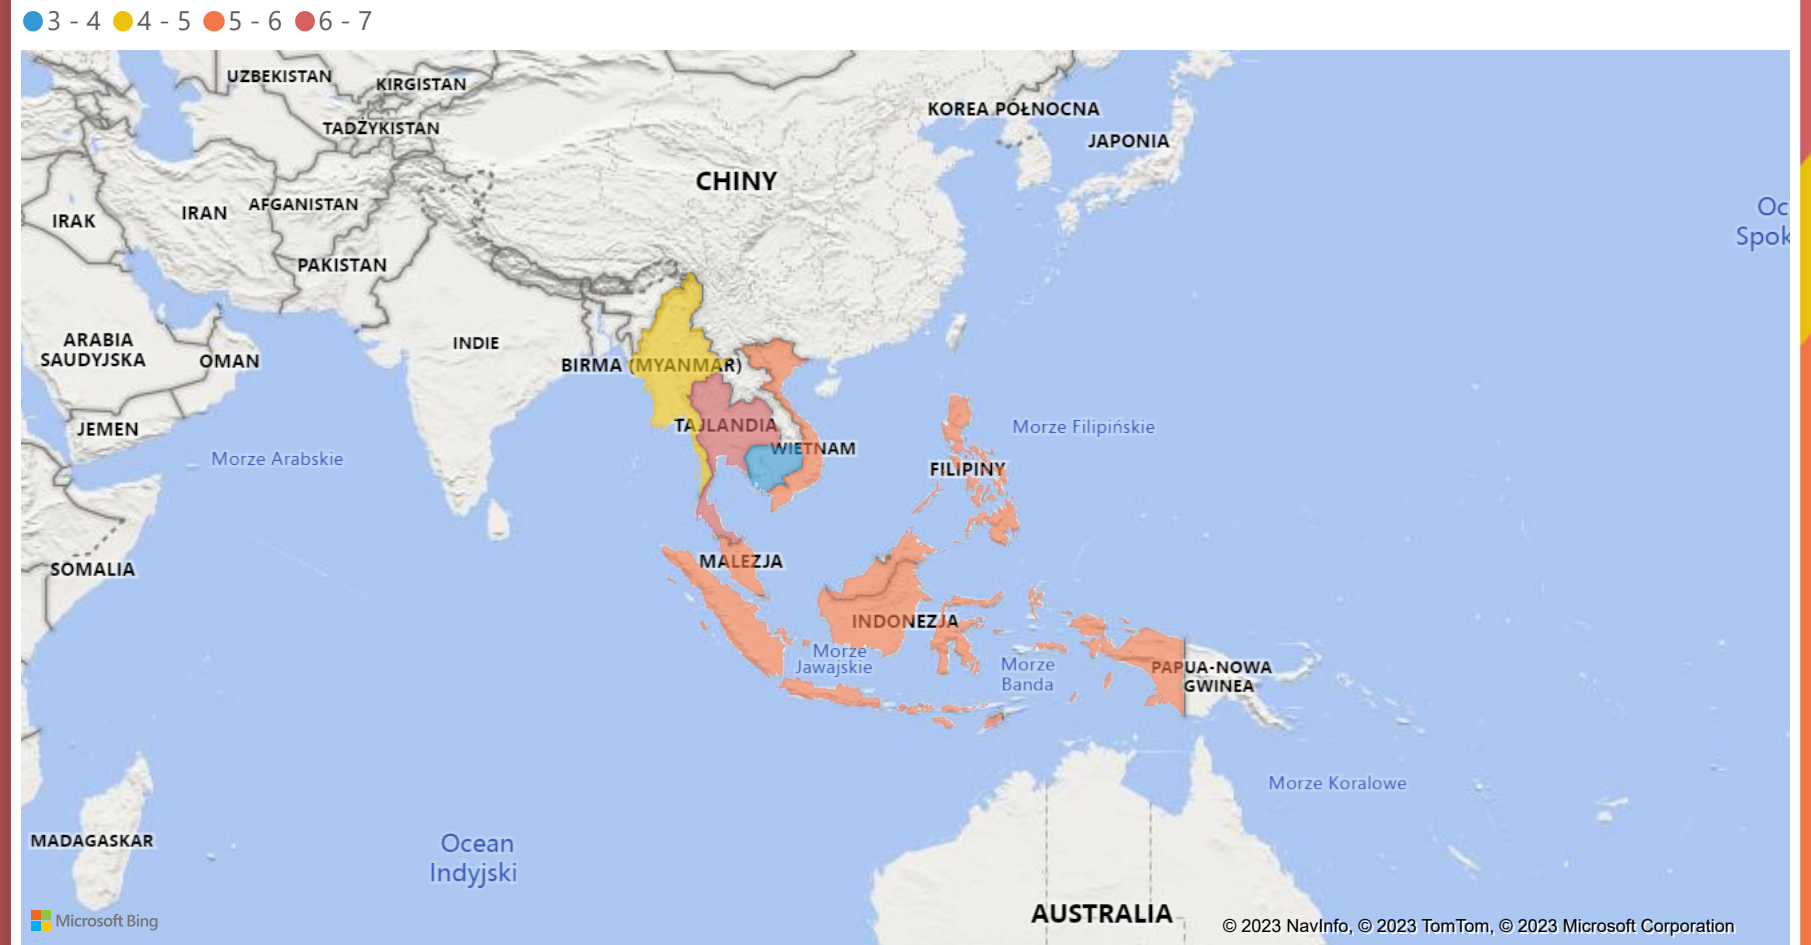 3 - 4 4 - 5 5 - 6 6 - 7
UZBEKISTAN
KIRGISTAN
KOREA PÓŁNOCNA
TADŻYKISTAN
JAPONIA
CHINY
AFGANISTAN
IRAN
IRAK
Oc
Spok
PAKISTAN
ARABIA
SAUDYJSKA
OMAN
INDIE
BIRMA (MYANMAR)
JEMEN
TAJLANDIA
Morze Filipińskie
WIETNAM
Morze Arabskie
FILIPINY
SOMALIA
MALEZJA
INDONEZJA
Morze
Jawajskie
Morze
Banda
PAPUA-NOWA
GWINEA
Morze Koralowe
MADAGASKAR
Ocean
Indyjski
AUSTRALIA
Microsoft Bing
© 2023 NavInfo, © 2023 TomTom, © 2023 Microsoft Corporation